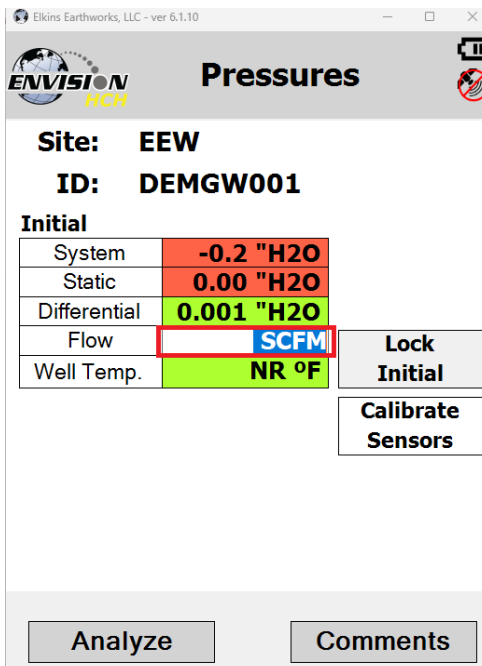 Elkins Earthworks, LLC - ver 6.1.10
ENVISION
HCH
Pressures
Site: EEW
ID: DEMGW001
Initial
System -0.2 "H2O
Static 0.00 "H2O
Differential 0.001 "H2O
Flow SCFM
Well Temp. NR ºF
Lock
Initial
Calibrate
Sensors
Analyze
Comments